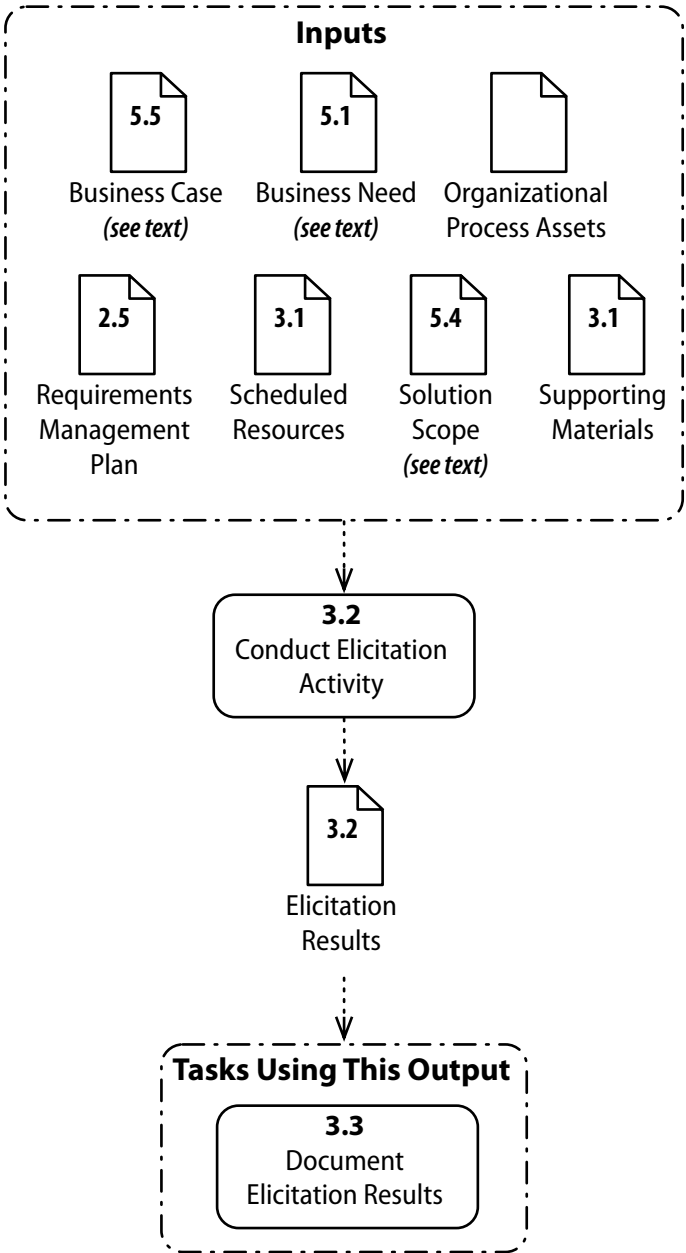 Inputs
5.5
5.1
Business Case
(see text)
Business Need
(see text)
Organizational
Process Assets
2.5
3.1
5.4
3.1
Requirements
Management
Plan
Scheduled
Resources
Solution
Scope
(see text)
Supporting
Materials
3.2
Conduct Elicitation
Activity
3.2
Elicitation
Results
Tasks Using This Output
3.3
Document
Elicitation Results